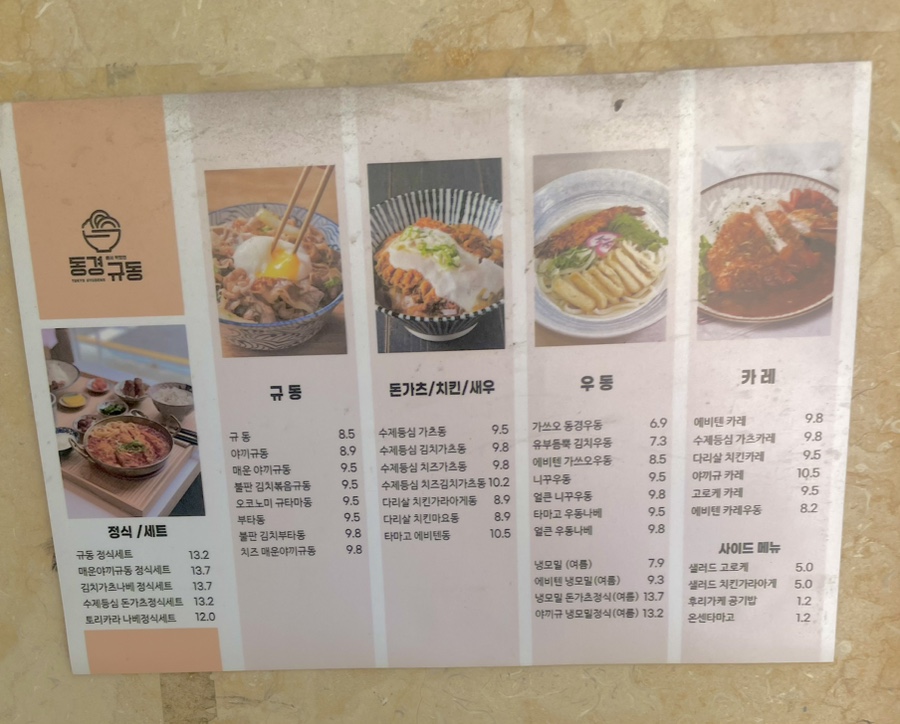 동경
규동
TOKYO GYUDONG
정식 /세트
규동 정식세트 13.2
매운야끼규동 정식세트 13.7
김치가츠나베 정식세트 13.7
수제등심 돈가츠정식세트 13.2
토리카라 나베정식세트 12.0
규 동
규 동 8.5
야끼규동 8.9
매운 야끼규동 9.5
불판 김치볶음규동 9.5
오코노미 규타마동 9.5
부타동 9.5
불판 김치부타동 9.8
치즈 매운야끼규동 9.8
돈가츠/치킨/새우
수제등심 가츠동 9.5
수제등심 김치가츠동 9.8
수제등심 치즈가츠동 9.8
수제등심 치즈김치가츠동 10.2
다리살 치킨가라아게동 8.9
다리살 치킨마요동 8.9
타마고 에비텐동 10.5
우 동
가쓰오 동경우동 6.9
유부듬뿍 김치우동 7.3
에비텐 가쓰오우동 8.5
니꾸우동 9.5
얼큰 니꾸우동 9.8
타마고 우동나베 9.5
얼큰 우동나베 9.8
냉모밀 (여름) 7.9
에비텐 냉모밀(여름) 9.3
냉모밀 돈가츠정식(여름) 13.7
야끼규 냉모밀정식(여름) 13.2
카 레
에비텐 카레 9.8
수제등심 가츠카레 9.8
다리살 치킨카레 9.5
야끼규 카레 10.5
고로케 카레 9.5
에비텐 카레우동 8.2
사이드 메뉴
샐러드 고로케 5.0
샐러드 치킨가라아게 5.0
후리가케 공기밥 1.2
온센타마고 1.2